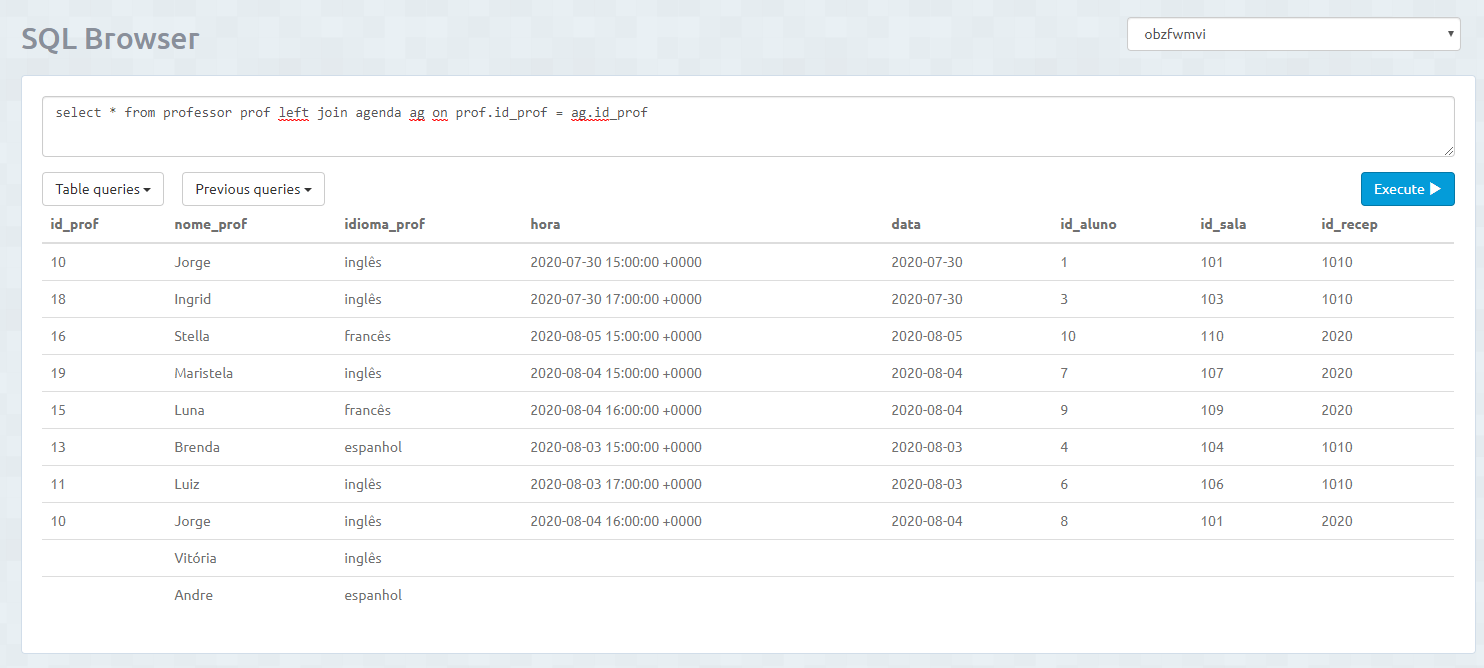 SQL Browser
obzfwmvi
select * from professor prof left join agenda ag on prof.id_prof = ag.id_prof
Table queries Previous queries Execute
id_prof nome_prof idioma_prof hora data id_aluno id_sala id_recep
10 Jorge inglês 2020-07-30 15:00:00 +0000 2020-07-30 1 101 1010
18 Ingrid inglês 2020-07-30 17:00:00 +0000 2020-07-30 3 103 1010
16 Stella francês 2020-08-05 15:00:00 +0000 2020-08-05 10 110 2020
19 Maristela inglês 2020-08-04 15:00:00 +0000 2020-08-04 7 107 2020
15 Luna francês 2020-08-04 16:00:00 +0000 2020-08-04 9 109 2020
13 Brenda espanhol 2020-08-03 15:00:00 +0000 2020-08-03 4 104 1010
11 Luiz inglês 2020-08-03 17:00:00 +0000 2020-08-03 6 106 1010
10 Jorge inglês 2020-08-04 16:00:00 +0000 2020-08-04 8 101 2020
Vitória inglês
Andre espanhol